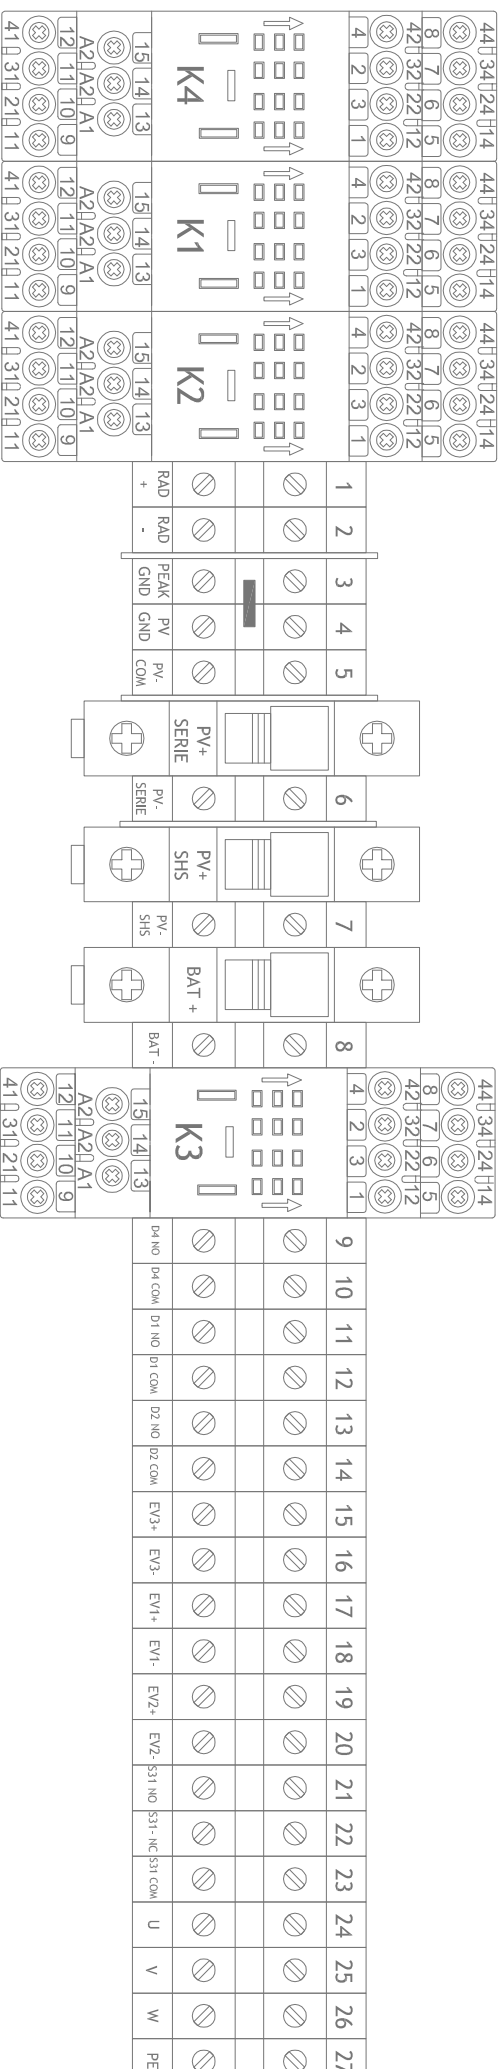 44 34 24 14
8 7 6 5
42 32 22 12
4 2 3 1
K4
15 14 13
A2 A2 A1
12 11 10 9
41 31 21 11
44 34 24 14
8 7 6 5
42 32 22 12
4 2 3 1
K1
15 14 13
A2 A2 A1
12 11 10 9
41 31 21 11
44 34 24 14
8 7 6 5
42 32 22 12
4 2 3 1
K2
15 14 13
A2 A2 A1
12 11 10 9
41 31 21 11
1
RAD
+
2
RAD
-
3
PEAK
GND
4
PV
GND
5
PV-
COM
PV+
SERIE
6
PV-
SERIE
PV+
SHS
7
PV-
SHS
BAT +
8
BAT -
44 34 24 14
8 7 6 5
42 32 22 12
4 2 3 1
K3
15 14 13
A2 A2 A1
12 11 10 9
41 31 21 11
9
D4 NO
10
D4 COM
11
D1 NO
12
D1 COM
13
D2 NO
14
D2 COM
15
EV3+
16
EV3-
17
EV1+
18
EV1-
19
EV2+
20
EV2-
21
S31 NO
22
S31- NC
23
S31 COM
24
U
25
V
26
W
27
PE